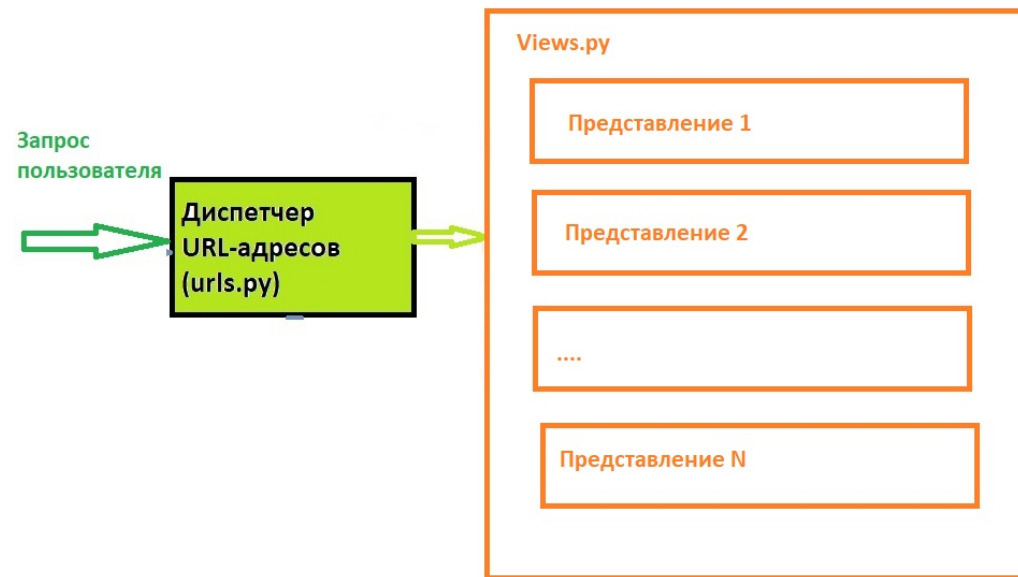 Запрос
пользователя
Диспетчер
URL-адресов
(urls.py)
Views.py
Представление 1
Представление 2
....
Представление N